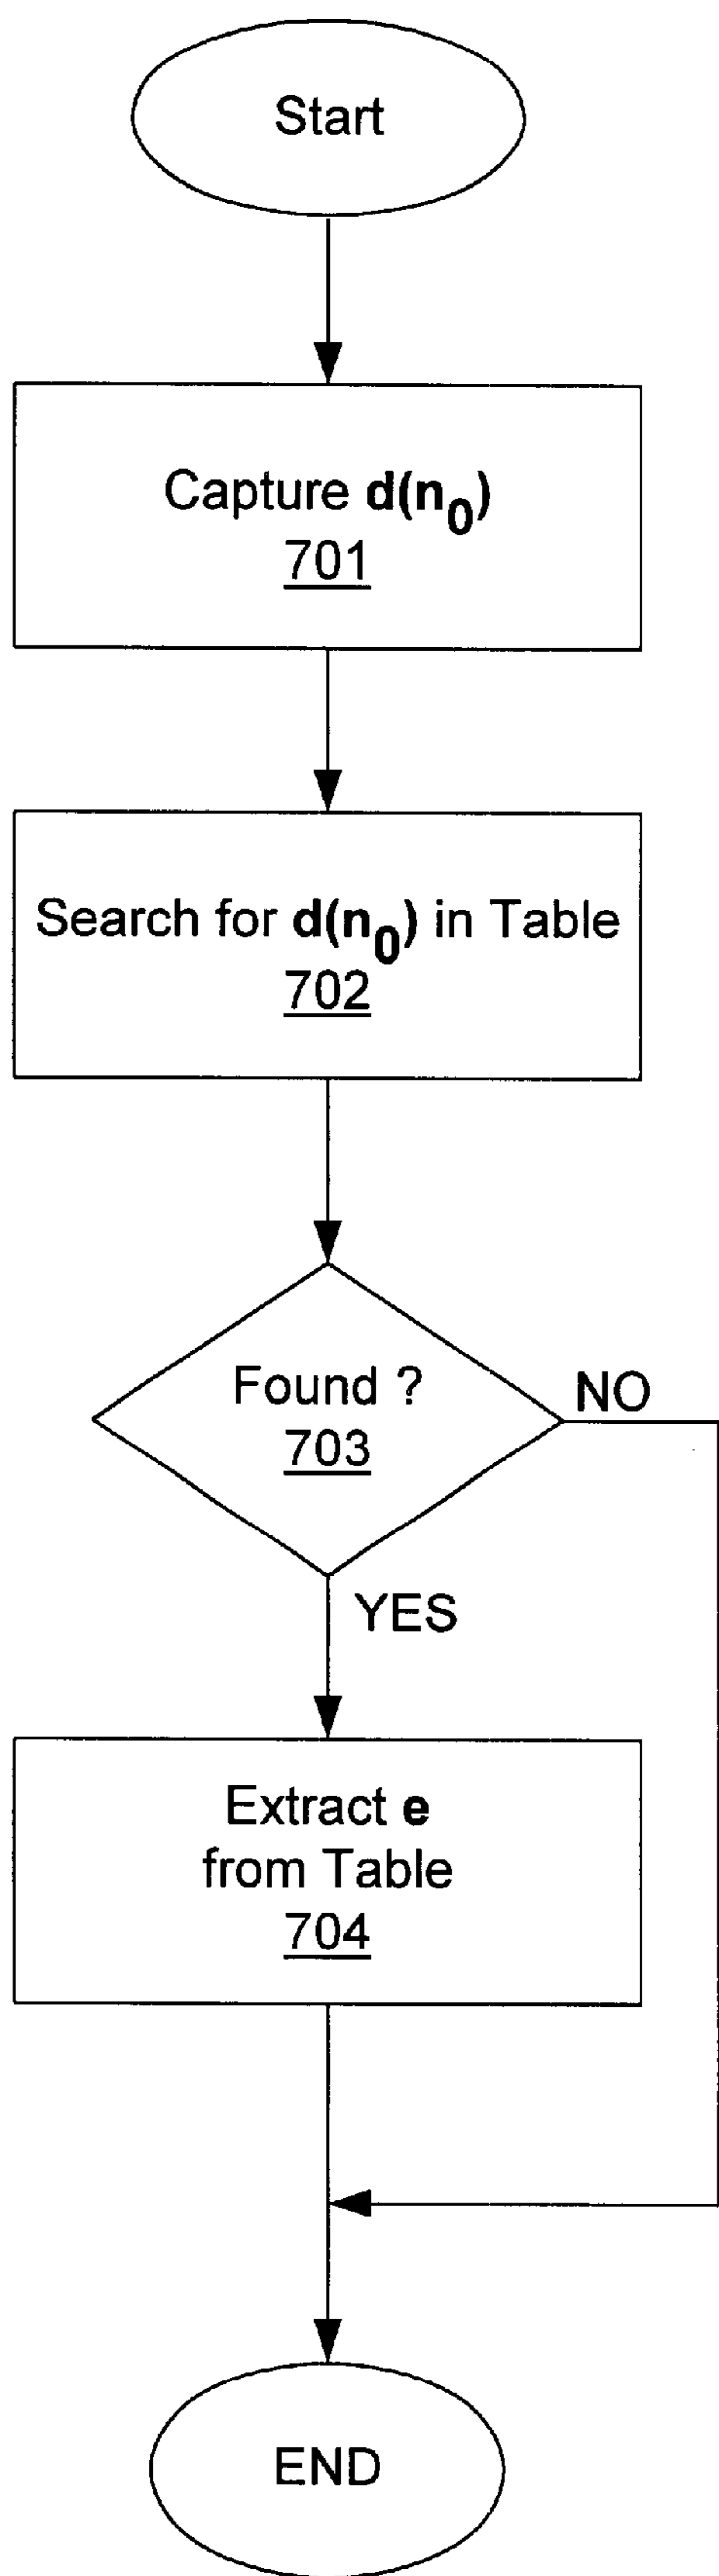 Start
Capture d(n₀)
701
Search for d(n₀) in Table
702
Found ?
703
NO
YES
Extract e
from Table
704
END